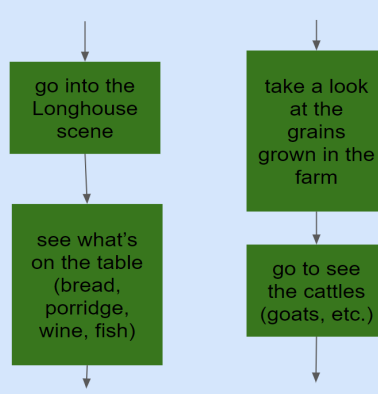 go into the
Longhouse
scene
see what's
on the table
(bread,
porridge,
wine, fish)
take a look
at the
grains
grown in the
farm
go to see
the cattles
(goats, etc.)